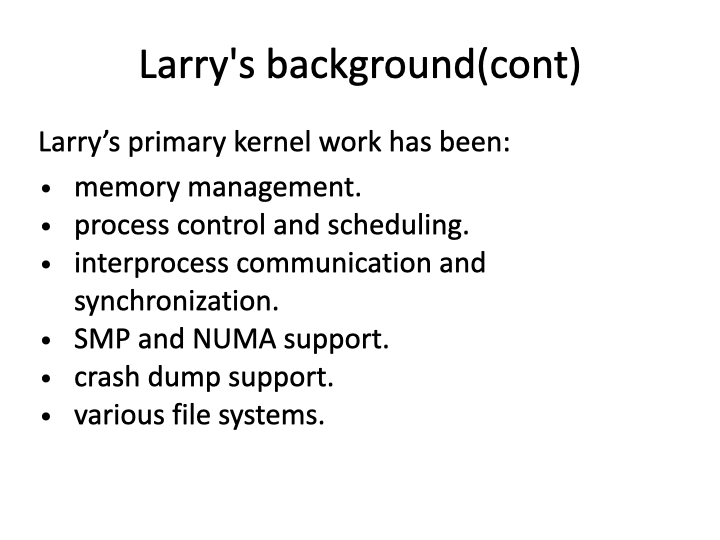 Larry's background(cont)
Larry’s primary kernel work has been:
• memory management.
• process control and scheduling.
• interprocess communication and
synchronization.
• SMP and NUMA support.
• crash dump support.
• various file systems.